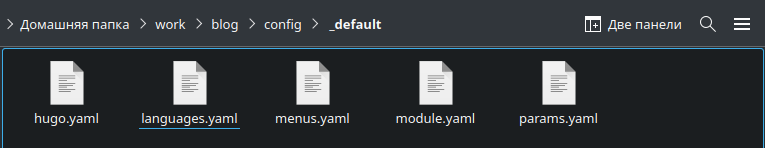 Домашняя папка work blog config _default Две панели
hugo.yaml languages.yaml menus.yaml module.yaml params.yaml